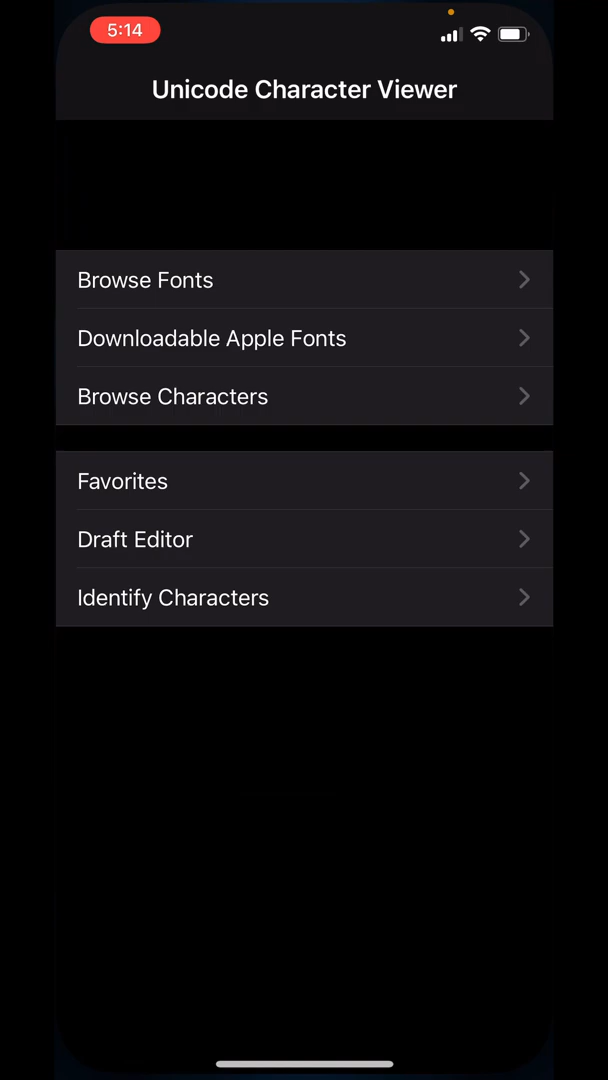 5:14
Unicode Character Viewer
Browse Fonts
Downloadable Apple Fonts
Browse Characters
Favorites
Draft Editor
Identify Characters